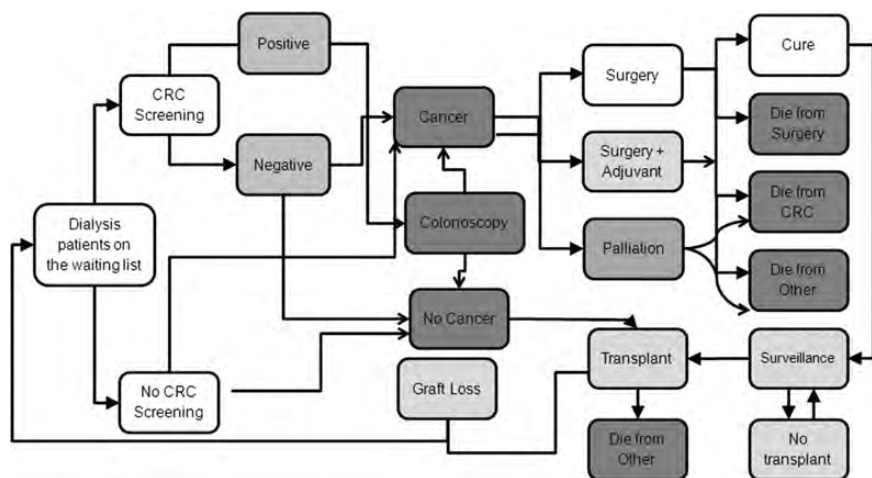 Positive
Cure
CRC
Screening
Surgery
Cancer
Die from
Surgery
Negative
Surgery +
Adjuvant
Die from
CRC
Dialysis
patients on
the waiting list
Colonoscopy
Palliation
Die from
Other
No Cancer
Transplant
Surveillance
No CRC
Screening
Graft Loss
Die from
Other
No
transplant